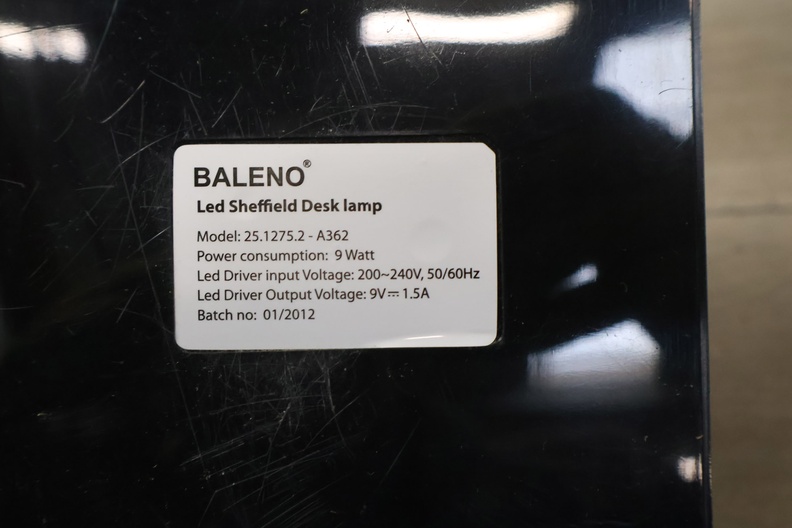 BALENO®
Led Sheffield Desk lamp
Model: 25.1275.2 - A362
Power consumption: 9 Watt
Led Driver input Voltage: 200~240V, 50/60Hz
Led Driver Output Voltage: 9V⎓ 1.5A
Batch no: 01/2012